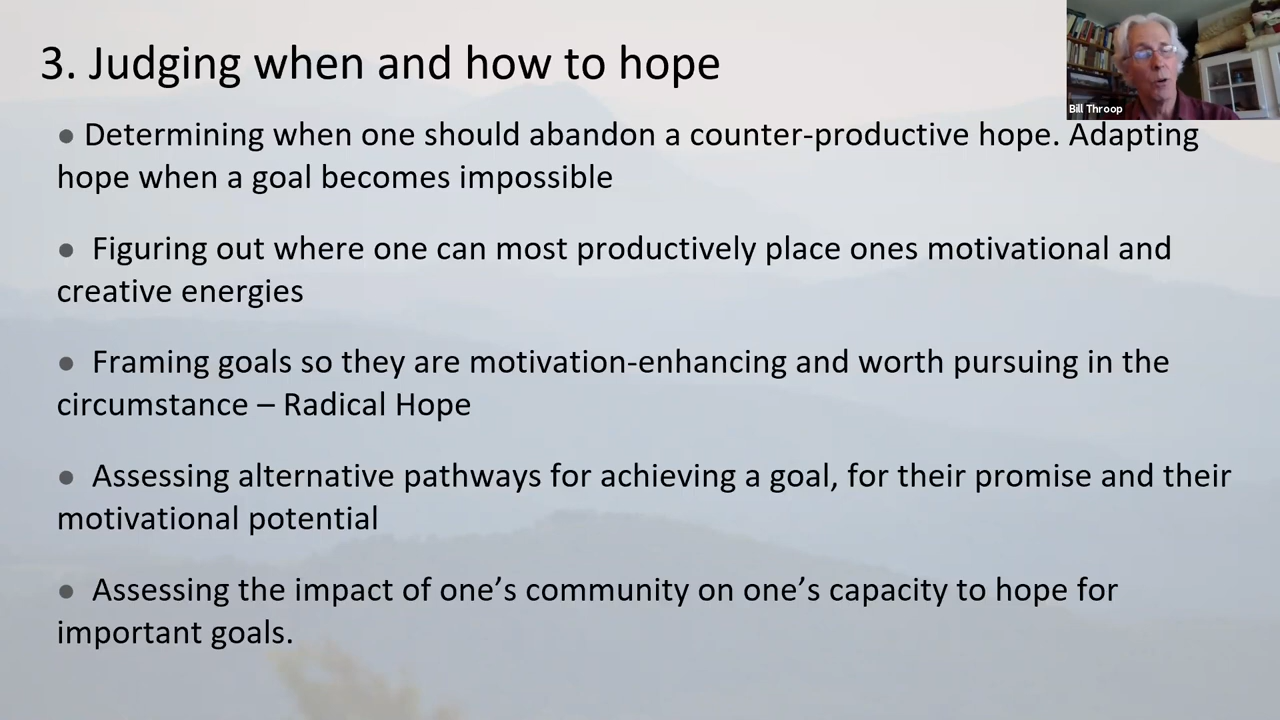 3. Judging when and how to hope
Bill Throop
● Determining when one should abandon a counter-productive hope. Adapting
hope when a goal becomes impossible
● Figuring out where one can most productively place ones motivational and
creative energies
● Framing goals so they are motivation-enhancing and worth pursuing in the
circumstance – Radical Hope
● Assessing alternative pathways for achieving a goal, for their promise and their
motivational potential
● Assessing the impact of one’s community on one’s capacity to hope for
important goals.